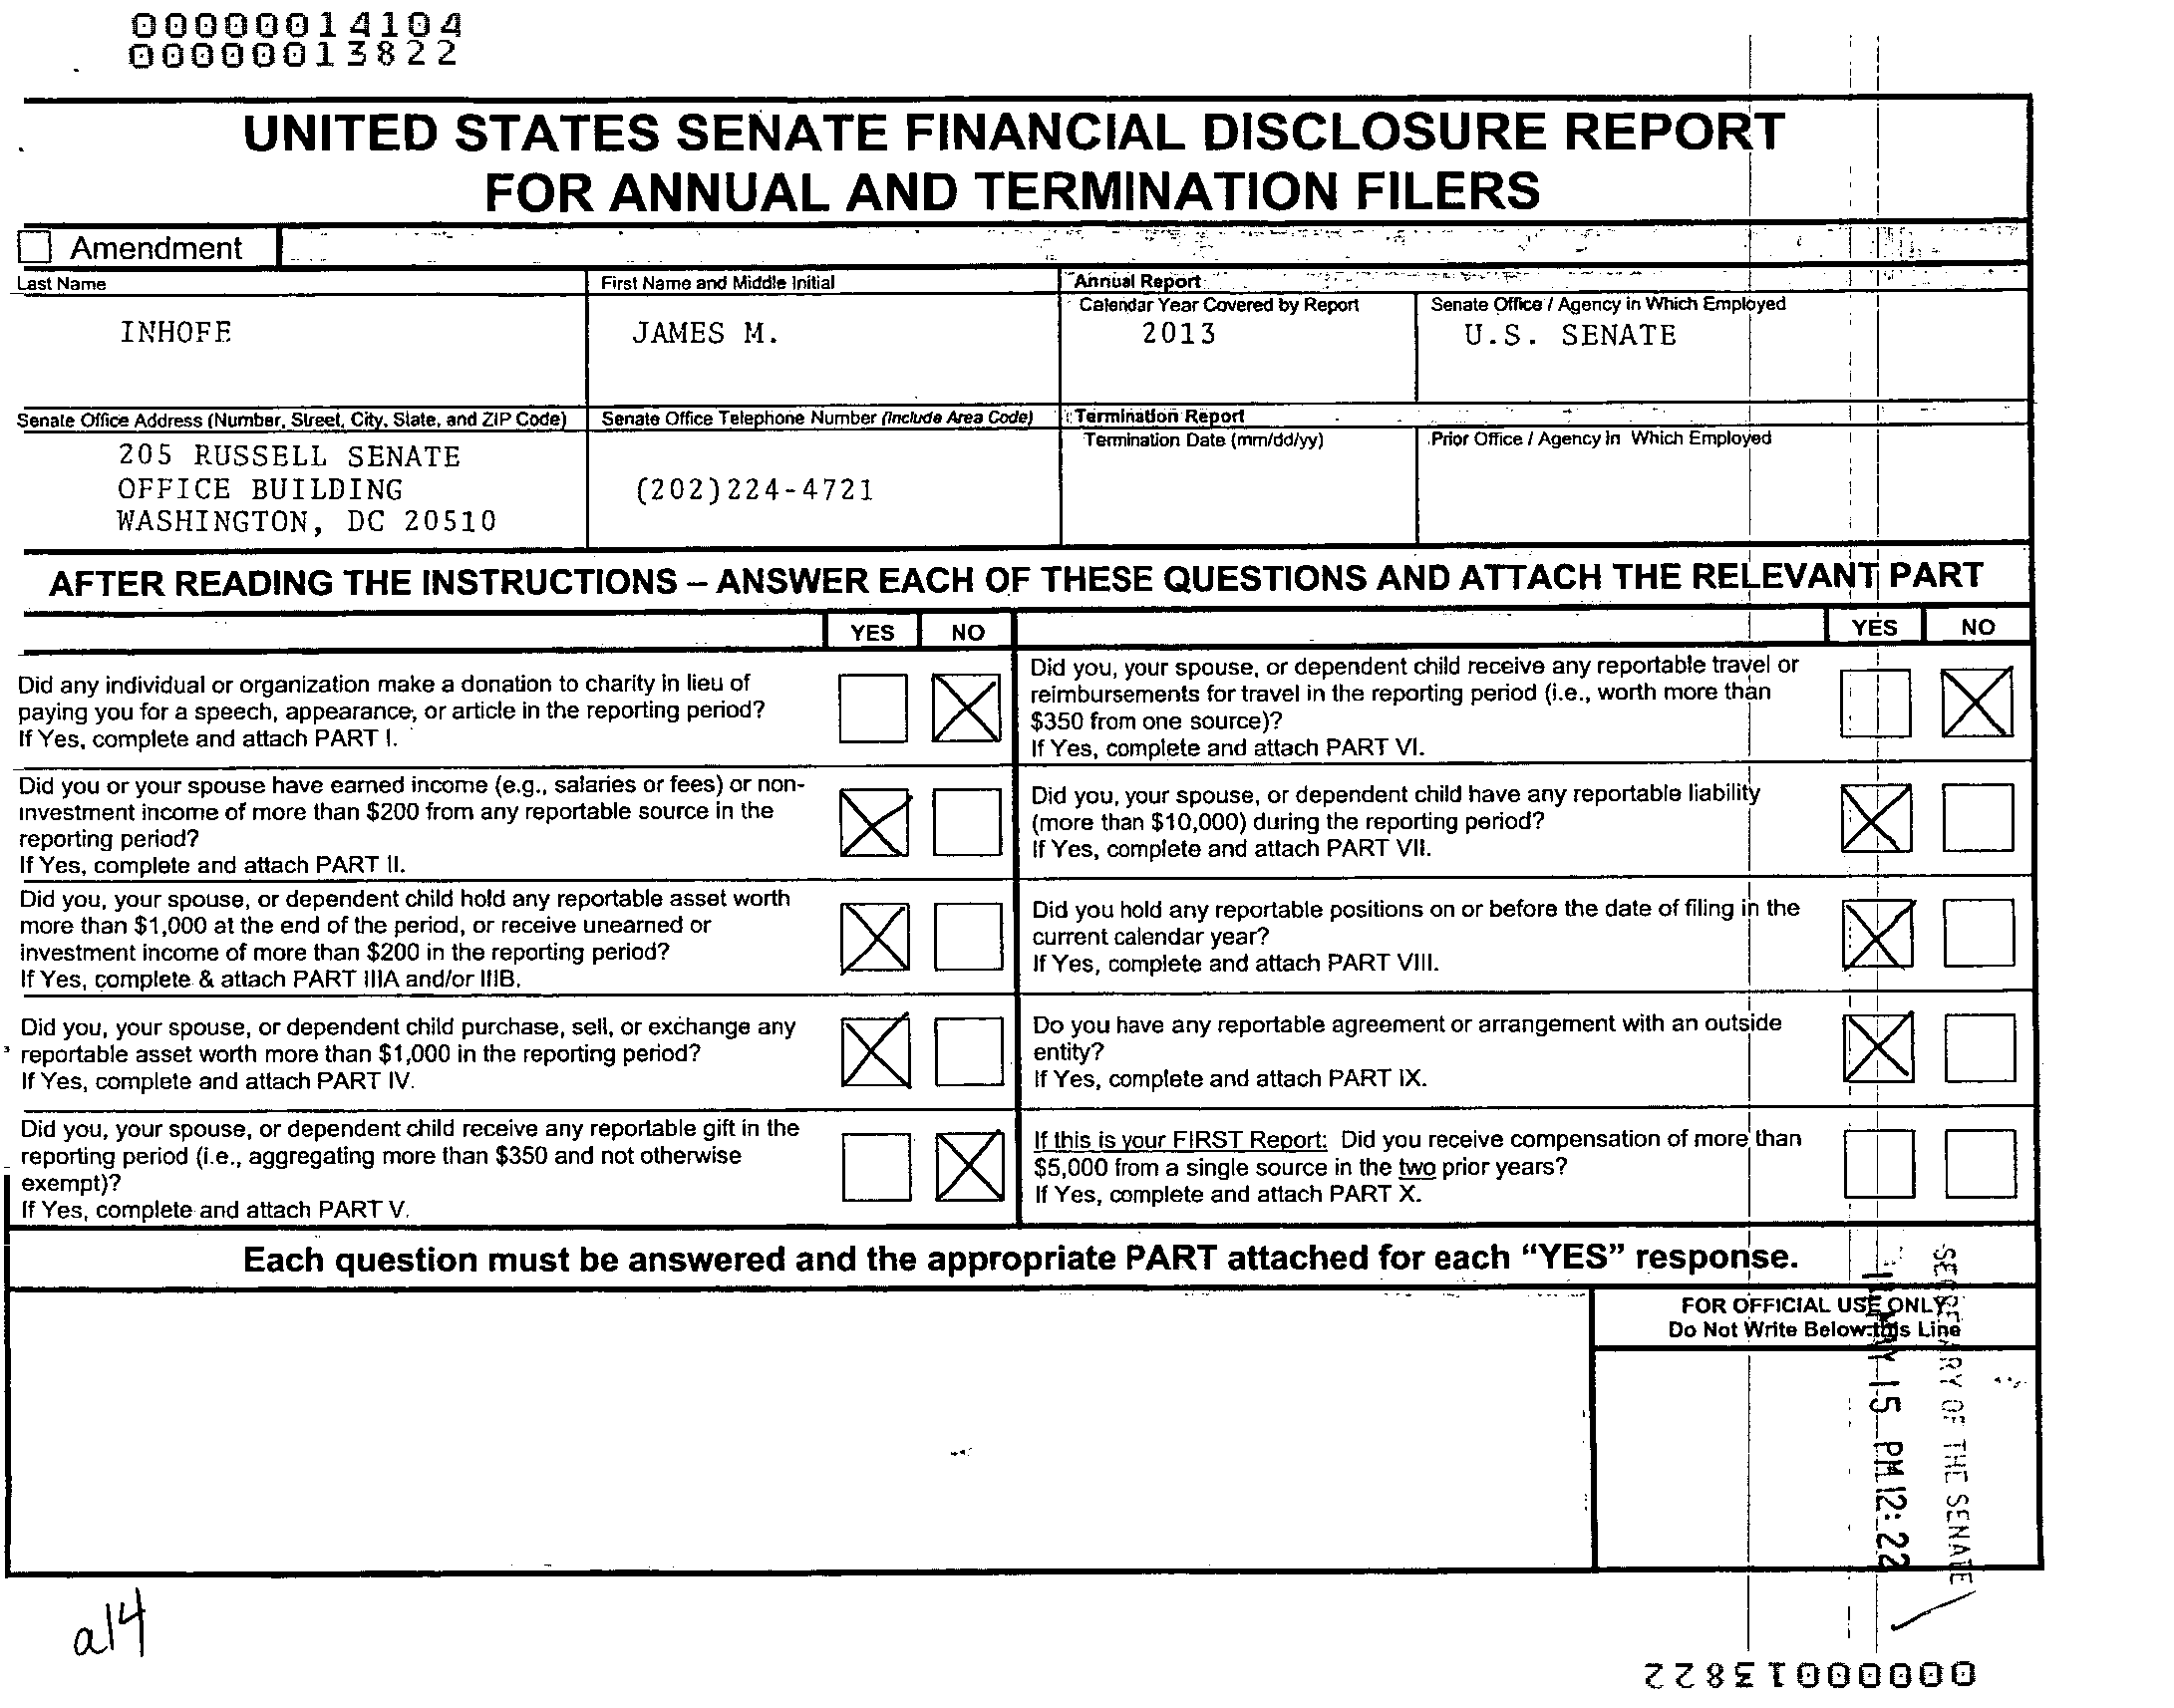 00000014104
00000013822
UNITED STATES SENATE FINANCIAL DISCLOSURE REPORT
FOR ANNUAL AND TERMINATION FILERS
Amendment
Last Name
INHOFE
First Name and Middle Initial
JAMES M.
Annual Report
Calendar Year Covered by Report
2013
Senate Office / Agency in Which Employed
U.S. SENATE
Senate Office Address (Number, Street, City, State, and ZIP Code)
205 RUSSELL SENATE
OFFICE BUILDING
WASHINGTON, DC 20510
Senate Office Telephone Number (Include Area Code)
(202)224-4721
Termination Report
Termination Date (mm/dd/yy)
Prior Office / Agency in Which Employed
AFTER READING THE INSTRUCTIONS – ANSWER EACH OF THESE QUESTIONS AND ATTACH THE RELEVANT PART
YES NO
Did any individual or organization make a donation to charity in lieu of
paying you for a speech, appearance, or article in the reporting period?
If Yes, complete and attach PART I.
Did you or your spouse have earned income (e.g., salaries or fees) or non-
investment income of more than $200 from any reportable source in the
reporting period?
If Yes, complete and attach PART II.
Did you, your spouse, or dependent child hold any reportable asset worth
more than $1,000 at the end of the period, or receive unearned or
investment income of more than $200 in the reporting period?
If Yes, complete & attach PART IIIA and/or IIIB.
Did you, your spouse, or dependent child purchase, sell, or exchange any
reportable asset worth more than $1,000 in the reporting period?
If Yes, complete and attach PART IV.
Did you, your spouse, or dependent child receive any reportable gift in the
reporting period (i.e., aggregating more than $350 and not otherwise
exempt)?
If Yes, complete and attach PART V.
YES NO
Did you, your spouse, or dependent child receive any reportable travel or
reimbursements for travel in the reporting period (i.e., worth more than
$350 from one source)?
If Yes, complete and attach PART VI.
Did you, your spouse, or dependent child have any reportable liability
(more than $10,000) during the reporting period?
If Yes, complete and attach PART VII.
Did you hold any reportable positions on or before the date of filing in the
current calendar year?
If Yes, complete and attach PART VIII.
Do you have any reportable agreement or arrangement with an outside
entity?
If Yes, complete and attach PART IX.
If this is your FIRST Report: Did you receive compensation of more than
$5,000 from a single source in the two prior years?
If Yes, complete and attach PART X.
Each question must be answered and the appropriate PART attached for each “YES” response.
FOR OFFICIAL USE ONLY
Do Not Write Below this Line
SECRETARY OF THE SENATE
MAY 15 PM 12: 22
a14
00000013822